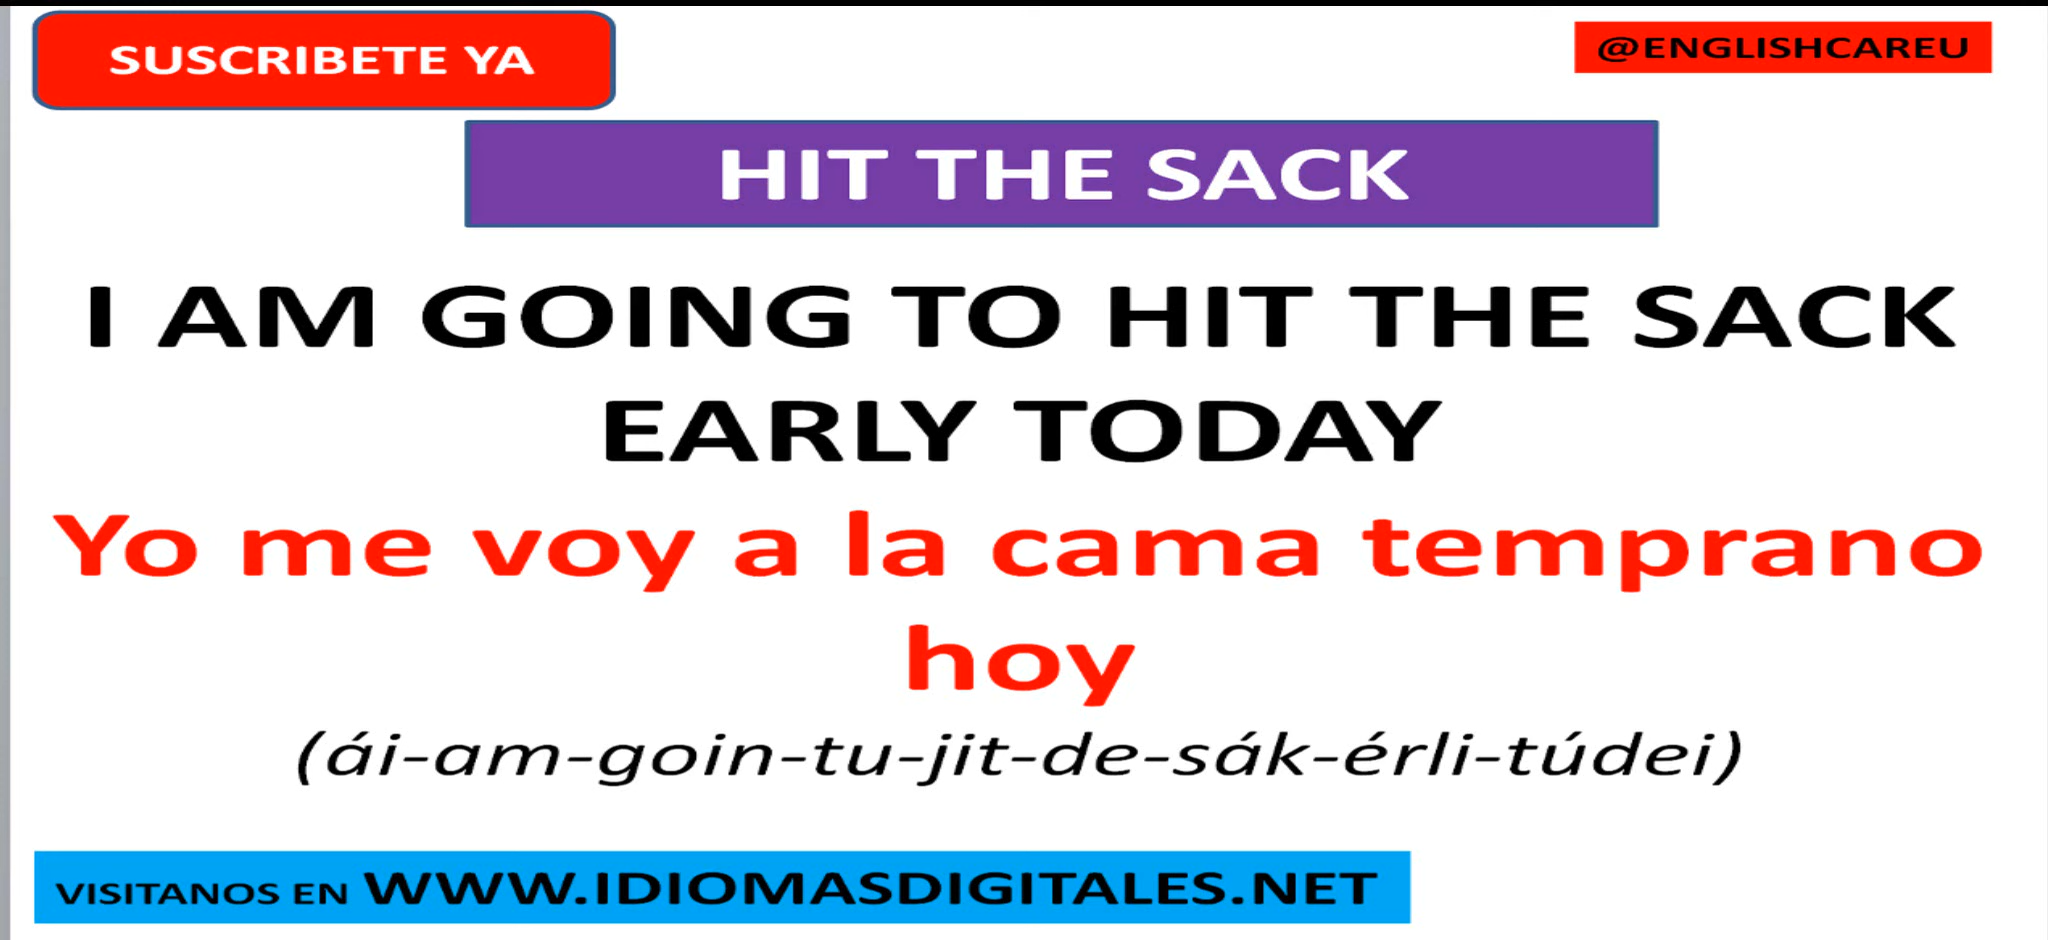 SUSCRIBETE YA
@ENGLISHCAREU
HIT THE SACK
I AM GOING TO HIT THE SACK
EARLY TODAY
Yo me voy a la cama temprano
hoy
(ái-am-goin-tu-jit-de-sák-érli-túdei)
VISITANOS EN WWW.IDIOMASDIGITALES.NET